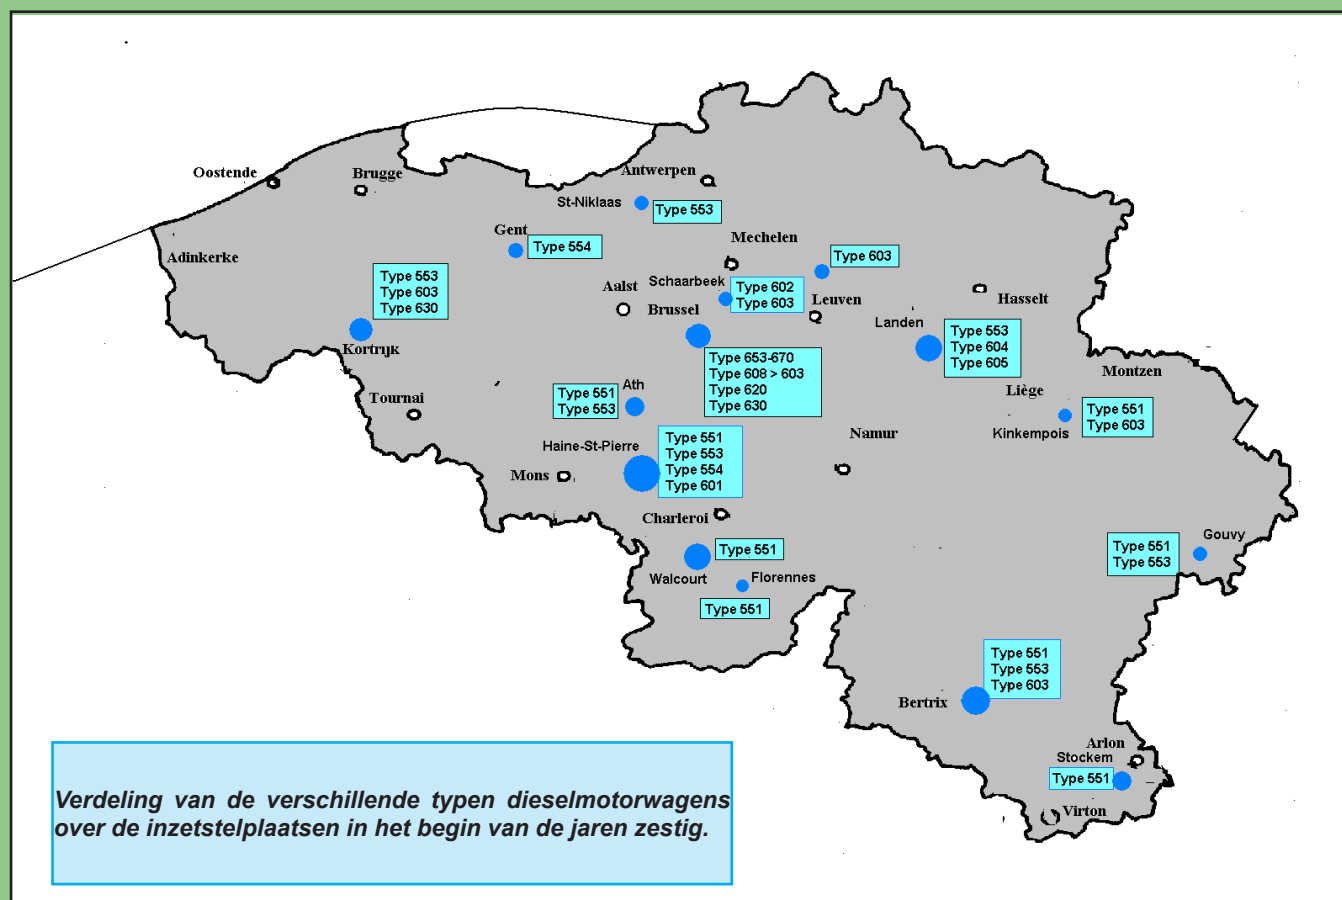 Oostende
Brugge
Antwerpen
St-Niklaas
Type 553
Gent
Type 554
Mechelen
Type 603
Adinkerke
Type 553
Type 603
Type 630
Kortrijk
Schaarbeek
Type 602
Type 603
Aalst
Brussel
Leuven
Hasselt
Landen
Type 553
Type 604
Type 605
Type 653-670
Type 608 > 603
Type 620
Type 630
Montzen
Liège
Kinkempois
Type 551
Type 603
Tournai
Ath
Type 551
Type 553
Haine-St-Pierre
Type 551
Type 553
Type 554
Type 601
Mons
Namur
Charleroi
Type 551
Walcourt
Florennes
Type 551
Gouvy
Type 551
Type 553
Type 551
Type 553
Type 603
Bertrix
Arlon
Stockem
Type 551
Virton
Verdeling van de verschillende typen dieselmotorwagens
over de inzetstelplaatsen in het begin van de jaren zestig.